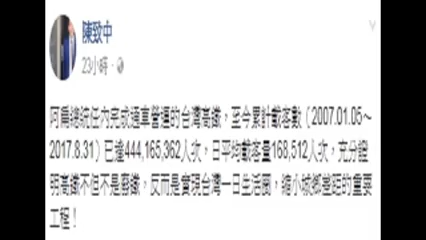 陳致中
23小時
阿扁總統任內完成通車營運的台灣高鐵，至今累計載客數（2007.01.05～
2017.8.31）已逾444,165,362人次，日平均載客量168,512人次，充分證
明高鐵不但不是廢鐵，反而是實現台灣一日生活圈，縮小城鄉差距的重要
工程！